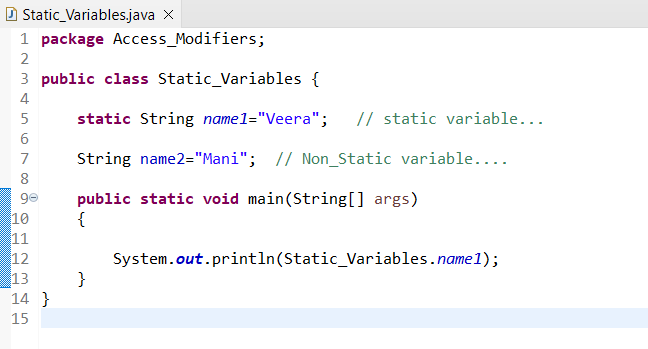 Static_Variables.java
1 package Access_Modifiers;
2
3 public class Static_Variables {
4
5 static String name1="Veera"; // static variable...
6
7 String name2="Mani"; // Non_Static variable....
8
9 public static void main(String[] args)
10 {
11
12 System.out.println(Static_Variables.name1);
13 }
14 }
15